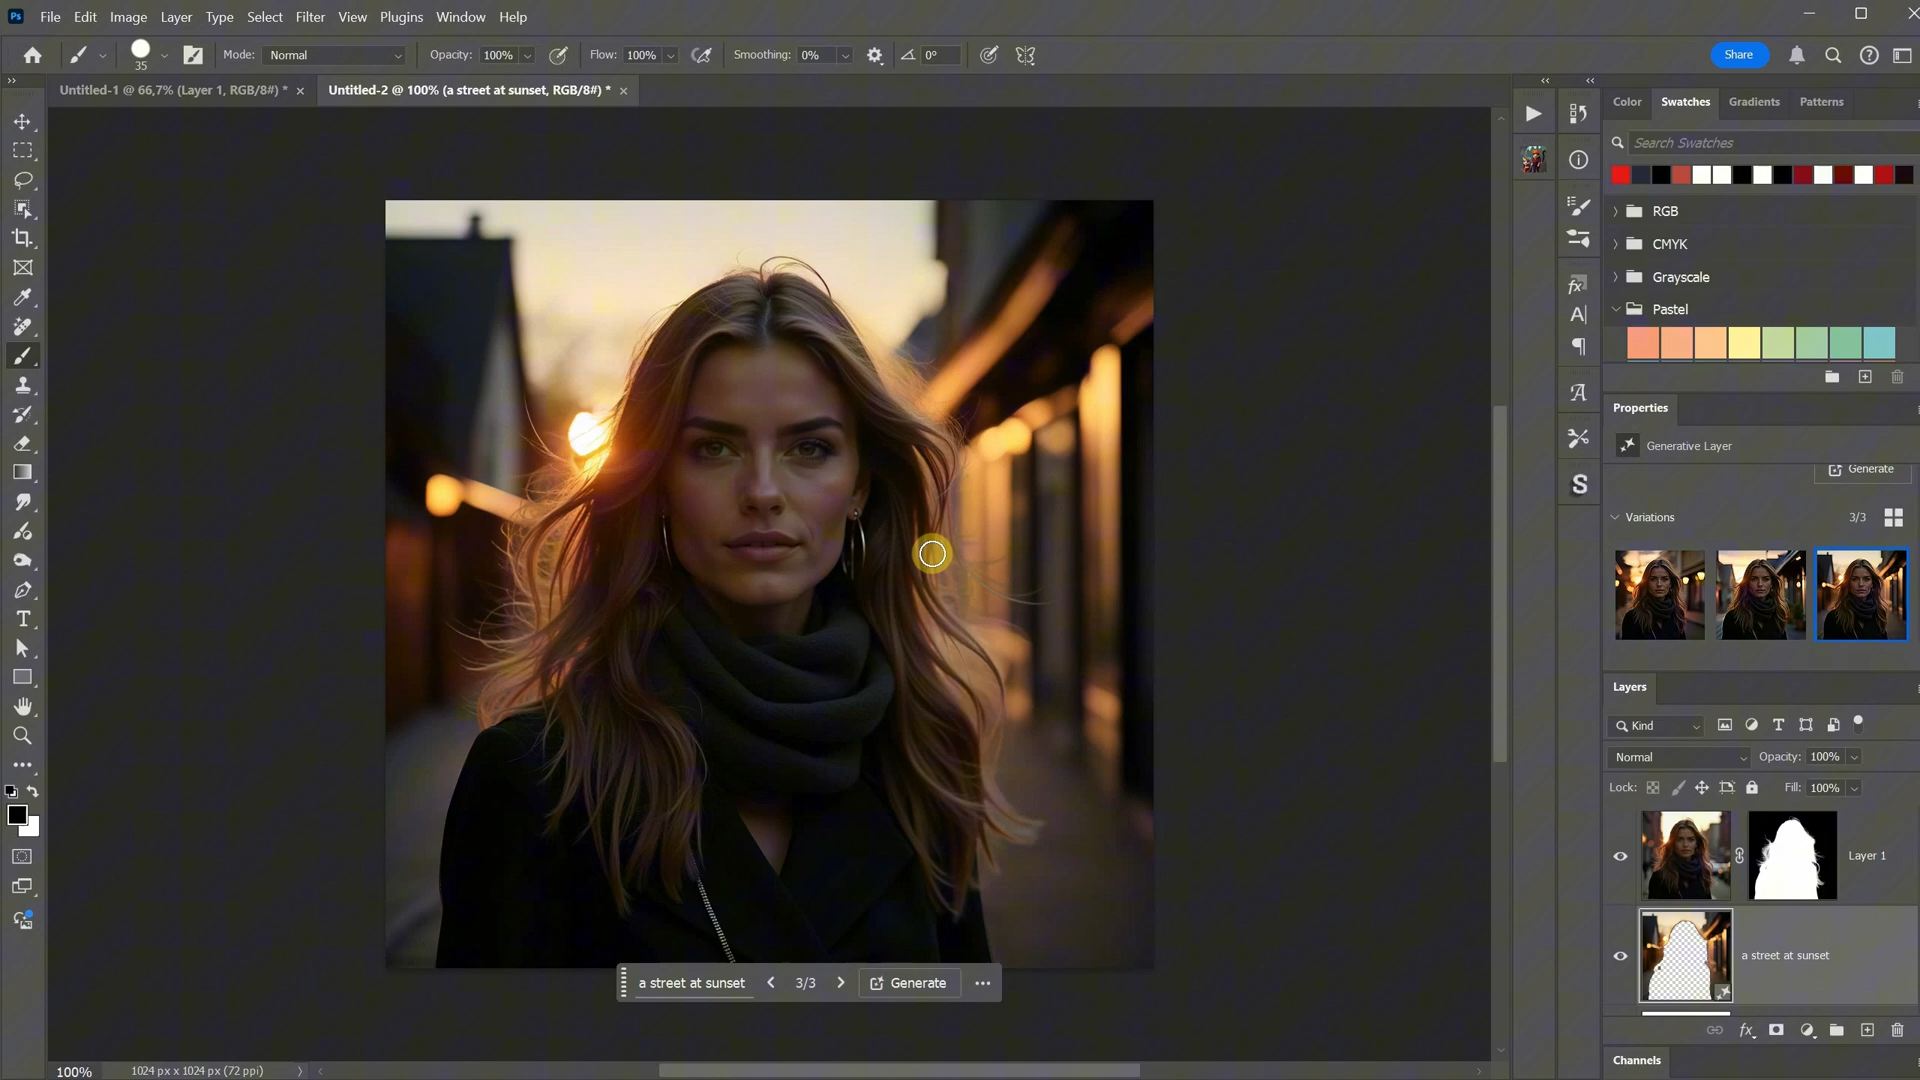 Ps File Edit Image Layer Type Select Filter View Plugins Window Help
35 Mode: Normal Opacity: 100% Flow: 100% Smoothing: 0% 0° Share
Untitled-1 @ 66,7% (Layer 1, RGB/8#) * × Untitled-2 @ 100% (a street at sunset, RGB/8#) * ×
Color Swatches Gradients Patterns
Search Swatches
RGB
CMYK
Grayscale
Pastel
Properties
Generative Layer
Generate
Variations 3/3
Layers
Kind
Normal Opacity: 100%
Lock: Fill: 100%
Layer 1
a street at sunset
a street at sunset 3/3 Generate
Channels
100% 1024 px x 1024 px (72 ppi)